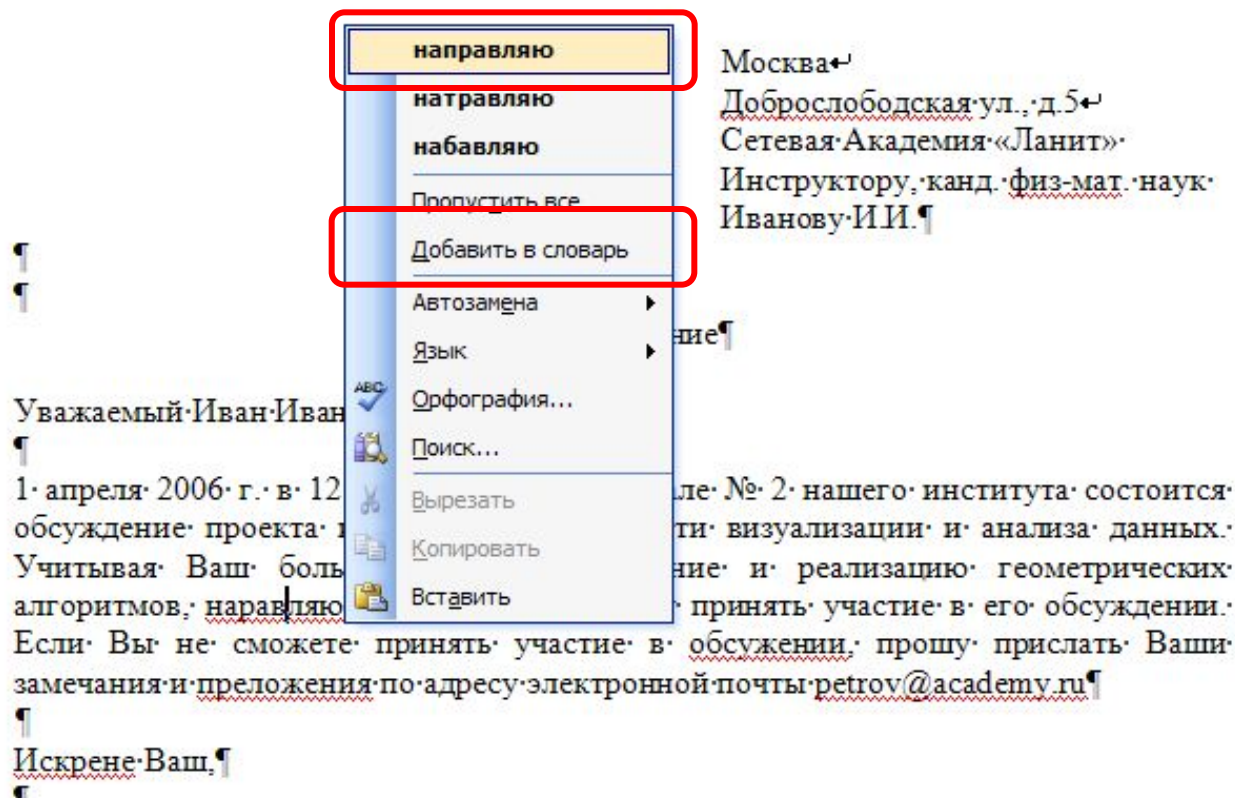 направляю
натравляю
набавляю
Пропустить все
Добавить в словарь
Автозамена
Язык
Орфография...
Поиск...
Вырезать
Копировать
Вставить
Москва↵
Доброслободская·ул.,·д.5↵
Сетевая·Академия·«Ланит»·
Инструктору,·канд.·физ-мат.·наук·
Иванову·И.И.¶
¶
¶
ние¶
Уважаемый·Иван·Иван
¶
1· апреля· 2006· г.· в· 12 ле· №· 2· нашего· института· состоится·
обсуждение· проекта· ти· визуализации· и· анализа· данных.·
Учитывая· Ваш· боль ние· и· реализацию· геометрических·
алгоритмов,· наравляю · принять· участие· в· его· обсуждении.·
Если· Вы· не· сможете· принять· участие· в· обсужении,· прошу· прислать· Ваши·
замечания·и·преложения·по·адресу·электронной·почты·petrov@academy.ru¶
¶
Искрене·Ваш,¶
¶